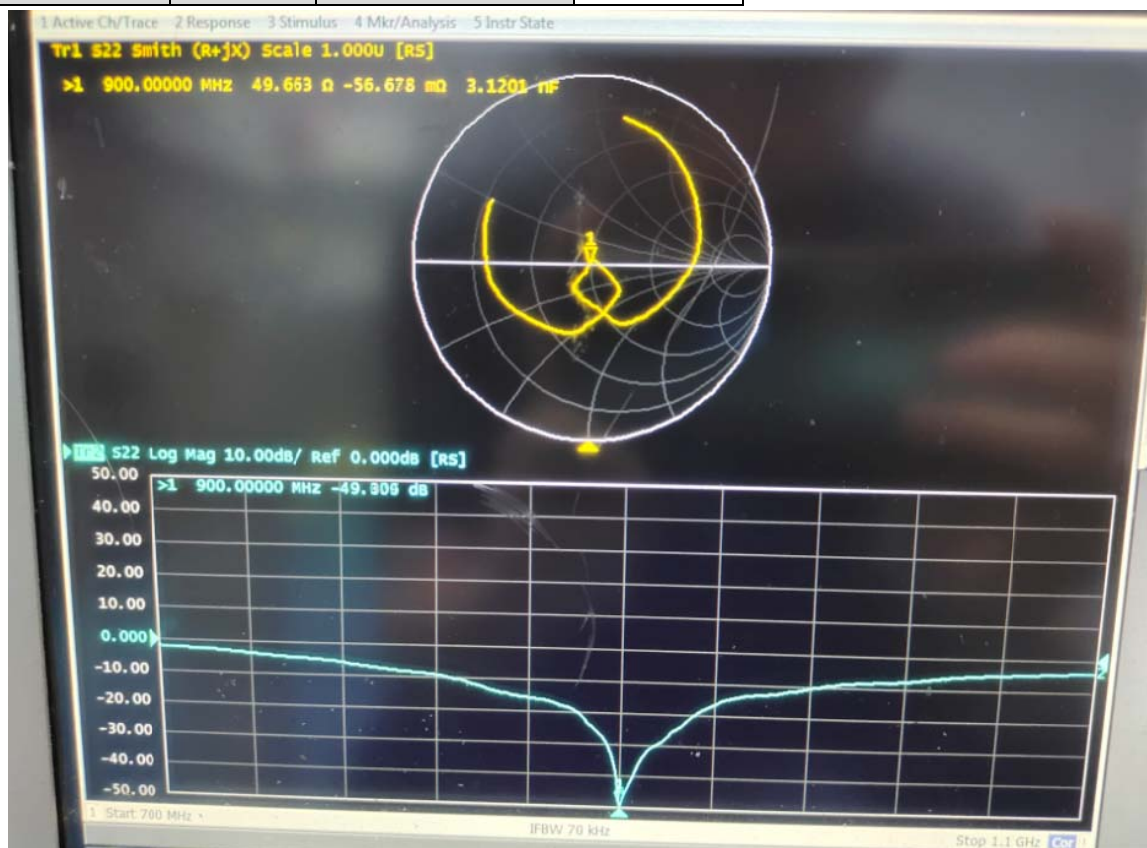 1 Active Ch/Trace 2 Response 3 Stimulus 4 Mkr/Analysis 5 Instr State
Tr1 S22 Smith (R+jX) Scale 1.000U [RS]
>1 900.00000 MHz 49.663 Ω -56.678 mΩ 3.1201 nF
1
Tr2 S22 Log Mag 10.00dB/ Ref 0.000dB [RS]
50.00
>1 900.00000 MHz -49.306 dB
40.00
30.00
20.00
10.00
0.000
-10.00
-20.00
-30.00
-40.00
-50.00
1 Start 700 MHz
IFBW 70 kHz
Stop 1.1 GHz Cor